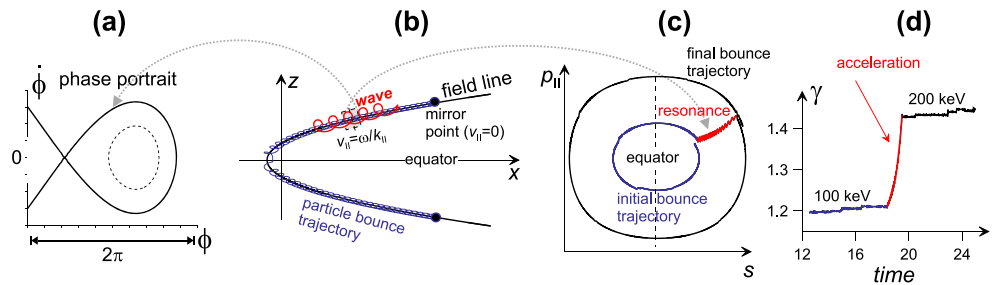 (a)
ϕ̇
phase portrait
0
2π
ϕ
(b)
z
wave
field line
mirror
point (v||=0)
v||=ω/k||
equator
x
particle bounce
trajectory
(c)
p||
final bounce
trajectory
resonance
equator
initial bounce
trajectory
s
(d)
acceleration
γ
200 keV
1.4
1.3
100 keV
1.2
12
16
20
24
time